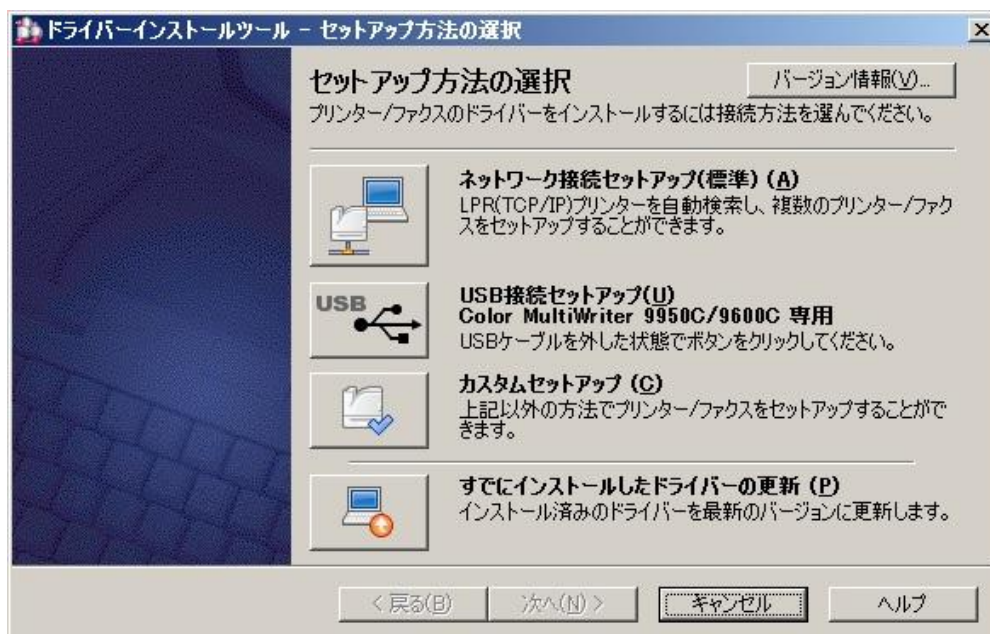 ドライバーインストールツール - セットアップ方法の選択
セットアップ方法の選択
バージョン情報(V)...
プリンター/ファクスのドライバーをインストールするには接続方法を選んでください。
ネットワーク接続セットアップ(標準) (A)
LPR(TCP/IP)プリンターを自動検索し、複数のプリンター/ファク
スをセットアップすることができます。
USB
USB接続セットアップ(U)
Color MultiWriter 9950C/9600C 専用
USBケーブルを外した状態でボタンをクリックしてください。
カスタムセットアップ (C)
上記以外の方法でプリンター/ファクスをセットアップすることがで
きます。
すでにインストールしたドライバーの更新 (P)
インストール済みのドライバーを最新のバージョンに更新します。
< 戻る(B)
次へ(N) >
キャンセル
ヘルプ